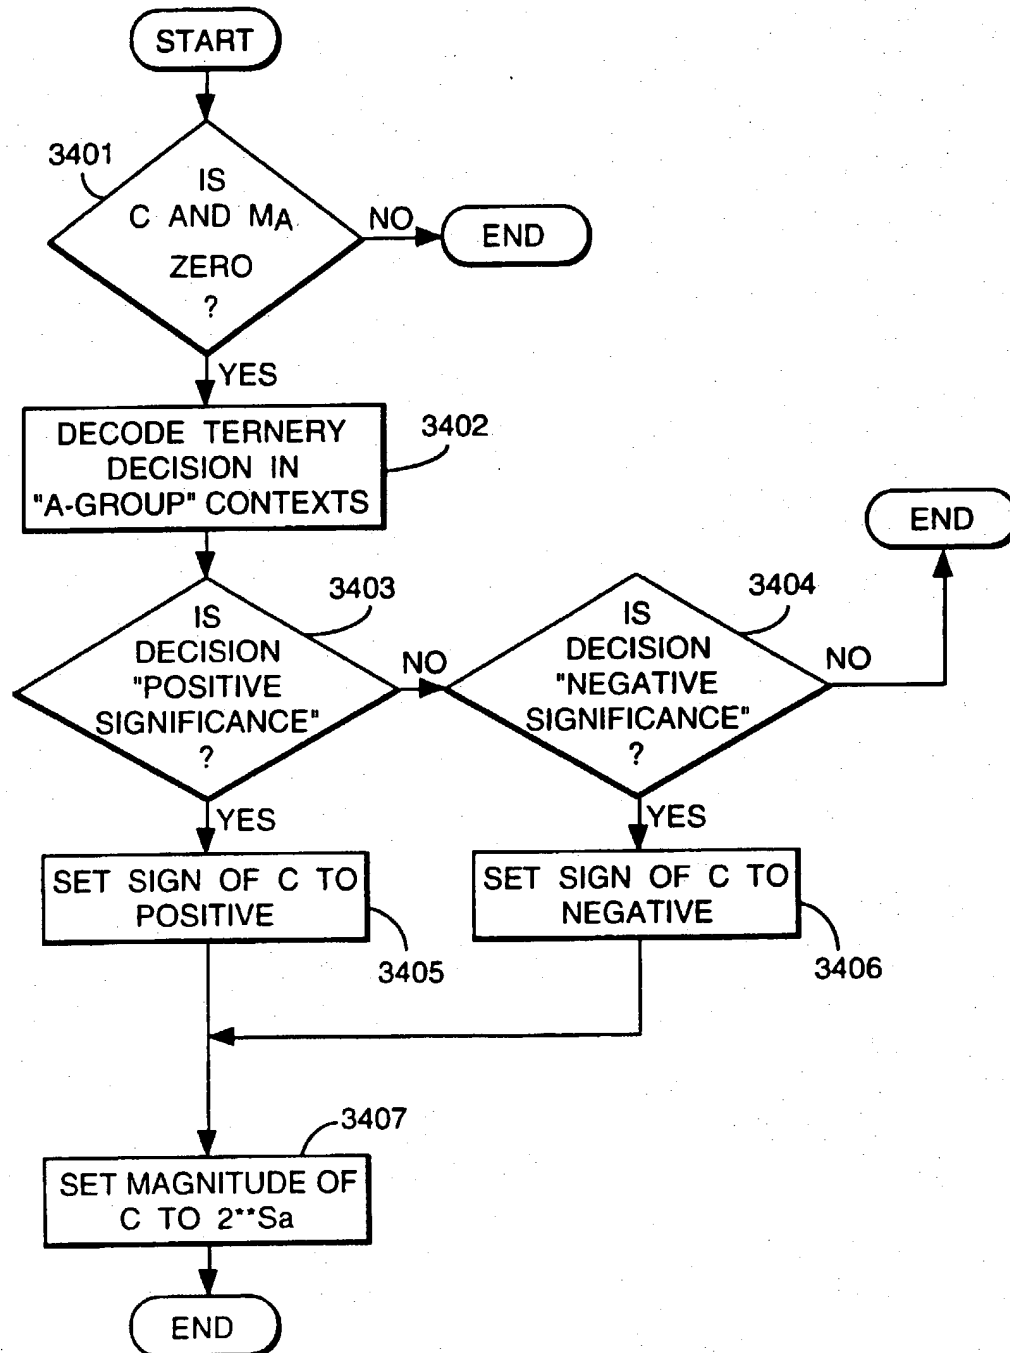 START
3401
IS
C AND MA
ZERO
?
NO
END
YES
DECODE TERNERY
DECISION IN
"A-GROUP" CONTEXTS
3402
END
3403
IS
DECISION
"POSITIVE
SIGNIFICANCE"
?
NO
3404
IS
DECISION
"NEGATIVE
SIGNIFICANCE"
?
NO
YES
YES
SET SIGN OF C TO
POSITIVE
3405
SET SIGN OF C TO
NEGATIVE
3406
3407
SET MAGNITUDE OF
C TO 2**Sa
END